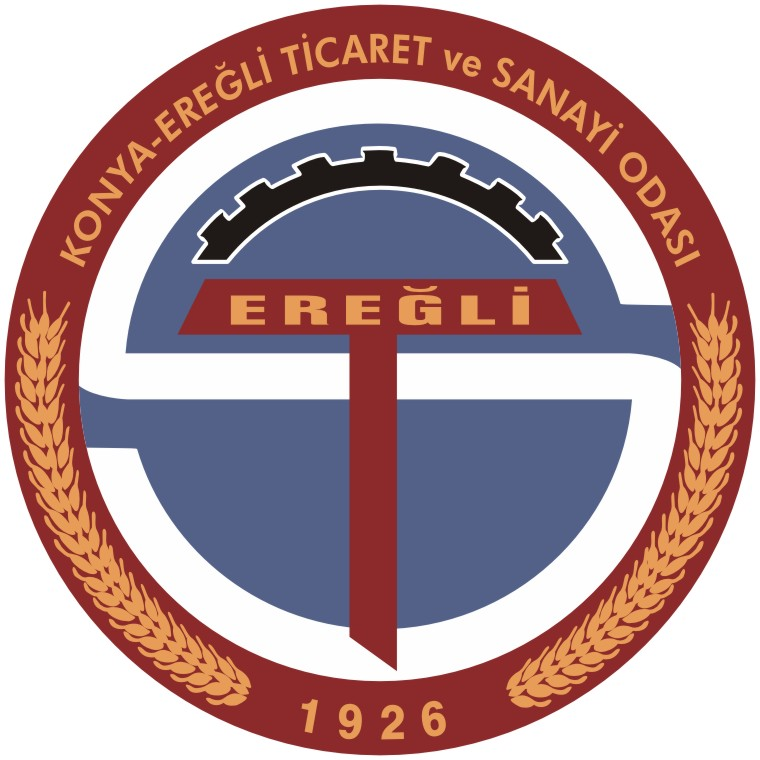 KONYA-EREĞLİ TİCARET ve SANAYİ ODASI
EREĞLİ
1926